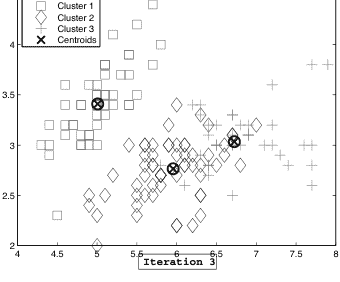 Cluster 1
Cluster 2
Cluster 3
Centroids
4
3.5
3
2.5
2
4
4.5
5
5.5
6
6.5
7
7.5
8
Iteration 3